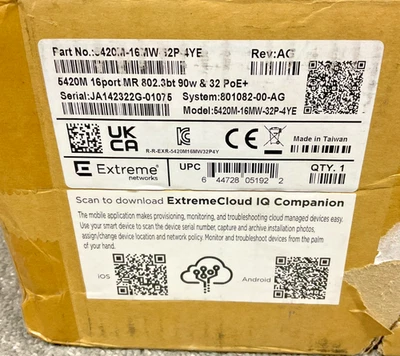 Part No.:5420M-16MW-32P-4YE Rev:AG
5420M 16port MR 802.3bt 90w & 32 PoE+
Serial:JA142322G-01075 System:801082-00-AG
Model:5420M-16MW-32P-4YE
UK
CA
CE
Made in Taiwan
R-R-EXR-5420M16MW32P4Y
Extreme
networks
UPC
6 44728 05192 2
QTY. 1
Scan to download ExtremeCloud IQ Companion
The mobile application makes provisioning, monitoring, and troubleshooting cloud managed devices easy.
Use your smart device to scan the device serial number, capture and archive installation photos,
assign/change device location and network policy. Monitor and troubleshoot devices from the palm
of your hand.
iOS
Android